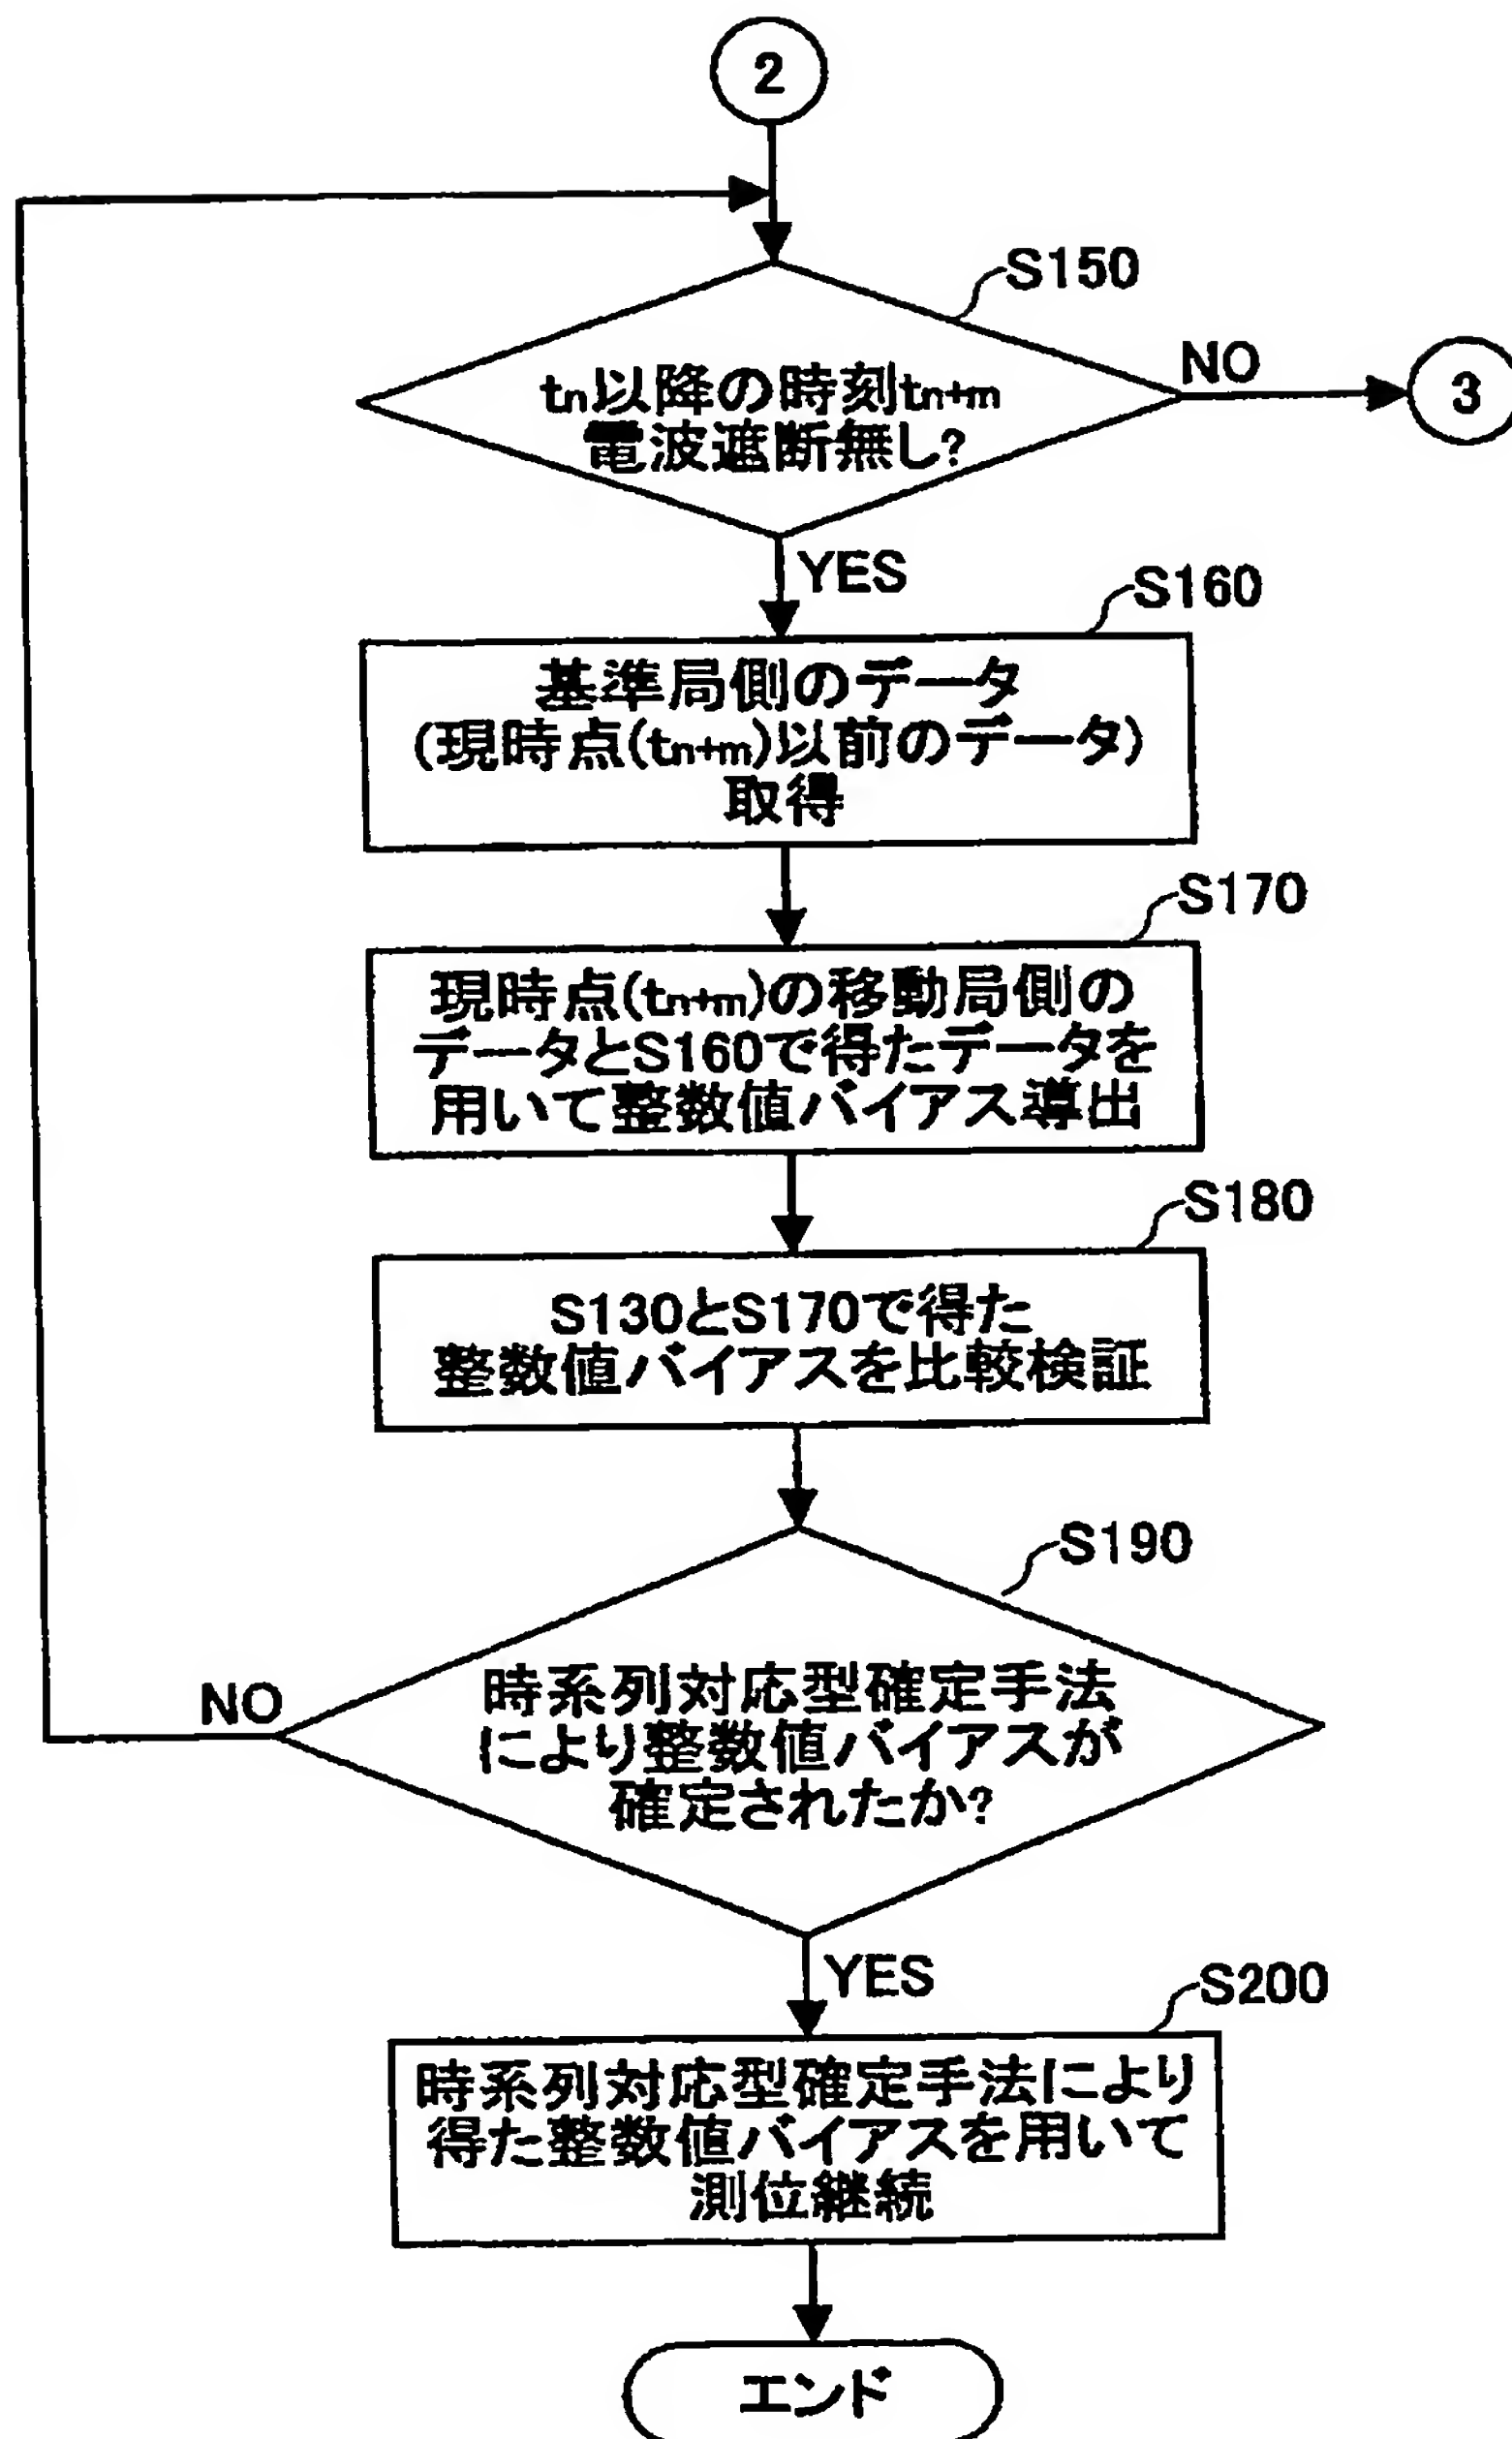 2
S150
tn以降の時刻tn+m
電波遮断無し?
NO
3
YES
S160
基準局側のデータ
(現時点(tn+m)以前のデータ)
取得
S170
現時点(tn+m)の移動局側の
データとS160で得たデータを
用いて整数値バイアス導出
S180
S130とS170で得た
整数値バイアスを比較検証
S190
時系列対応型確定手法
により整数値バイアスが
確定されたか?
NO
YES
S200
時系列対応型確定手法により
得た整数値バイアスを用いて
測位継続
エンド